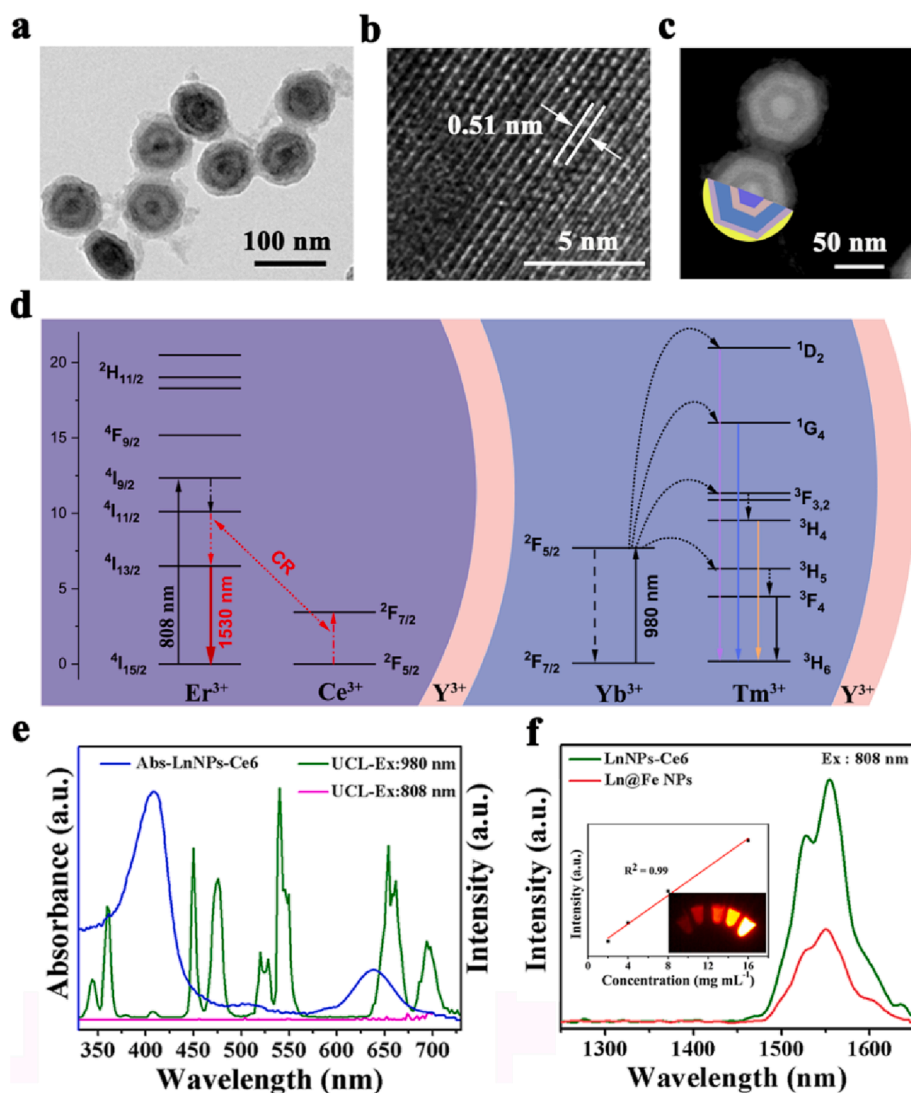 a
b
c
0.51 nm
100 nm
5 nm
50 nm
d
20
15
10
5
0
²H₁₁/₂
⁴F₉/₂
⁴I₉/₂
⁴I₁₁/₂
⁴I₁₃/₂
⁴I₁₅/₂
808 nm
1530 nm
CR
²F₇/₂
²F₅/₂
Er³⁺
Ce³⁺
Y³⁺
²F₅/₂
²F₇/₂
980 nm
¹D₂
¹G₄
³F₃,₂
³H₄
³H₅
³F₄
³H₆
Yb³⁺
Tm³⁺
Y³⁺
e
Abs-LnNPs-Ce6
UCL-Ex:980 nm
UCL-Ex:808 nm
Absorbance (a.u.)
Intensity (a.u.)
350 400 450 500 550 600 650 700
Wavelength (nm)
f
LnNPs-Ce6
Ln@Fe NPs
Ex : 808 nm
R² = 0.99
Intensity (a.u.)
0 4 8 12 16
Concentration (mg mL⁻¹)
Intensity (a.u.)
1300 1400 1500 1600
Wavelength (nm)